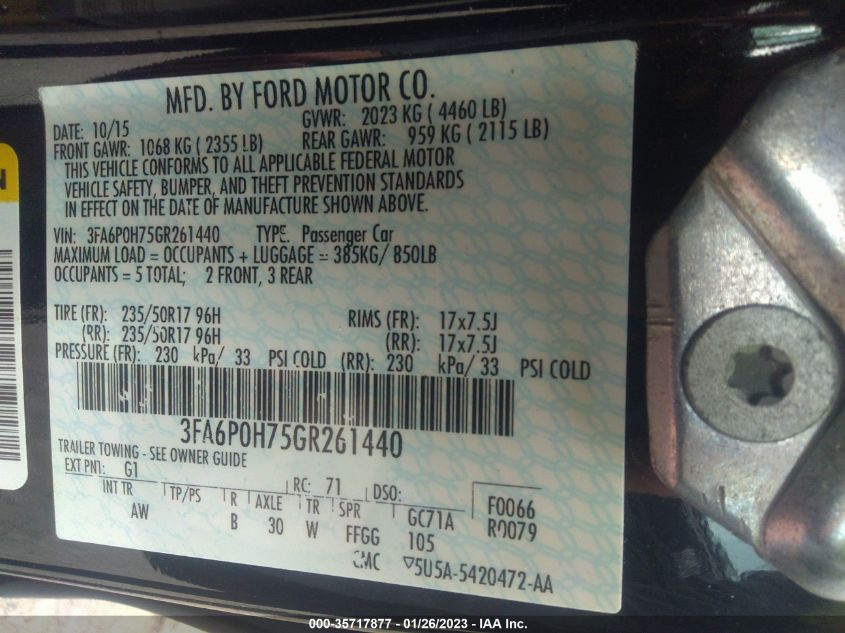 MFD. BY FORD MOTOR CO.
DATE: 10/15 GVWR: 2023 KG ( 4460 LB)
FRONT GAWR: 1068 KG ( 2355 LB) REAR GAWR: 959 KG ( 2115 LB)
THIS VEHICLE CONFORMS TO ALL APPLICABLE FEDERAL MOTOR
VEHICLE SAFETY, BUMPER, AND THEFT PREVENTION STANDARDS
IN EFFECT ON THE DATE OF MANUFACTURE SHOWN ABOVE.
VIN: 3FA6P0H75GR261440 TYPE: Passenger Car
MAXIMUM LOAD = OCCUPANTS + LUGGAGE = 385KG/ 850LB
OCCUPANTS = 5 TOTAL; 2 FRONT, 3 REAR
TIRE (FR): 235/50R17 96H RIMS (FR): 17x7.5J
(RR): 235/50R17 96H (RR): 17x7.5J
PRESSURE (FR): 230 kPa/ 33 PSI COLD (RR): 230 kPa/ 33 PSI COLD
3FA6P0H75GR261440
TRAILER TOWING - SEE OWNER GUIDE
EXT PNT: G1 RC: 71 DSO: F0066
INT TR TP/PS R AXLE TR SPR GC71A R0079
AW B 30 W FFGG 105
CMC ▽5U5A-5420472-AA
000-35717877 — 01/26/2023 — IAA Inc.